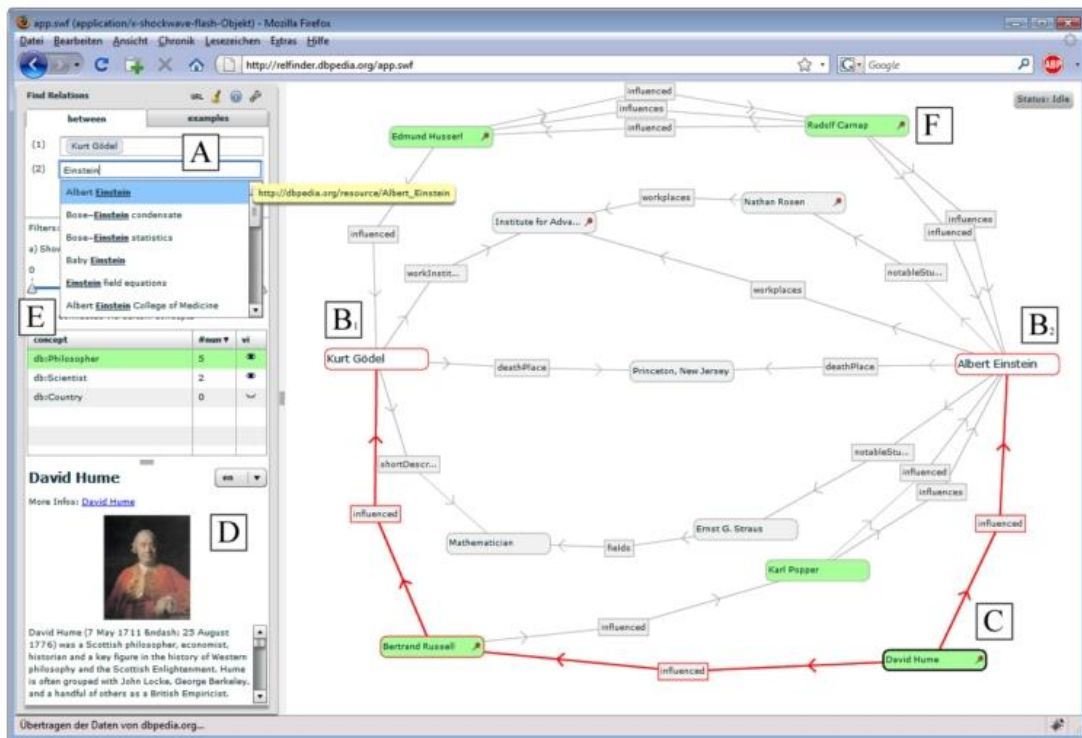 app.swf (application/x-shockwave-flash-Objekt) - Mozilla Firefox
Datei Bearbeiten Ansicht Chronik Lesezeichen Extras Hilfe
http://relfinder.dbpedia.org/app.swf
Google
ABP
Find Relations
URL
between
examples
(1)
Kurt Gödel
A
(2)
Einstein
Albert Einstein
http://dbpedia.org/resource/Albert_Einstein
Bose–Einstein condensate
Bose–Einstein statistics
Baby Einstein
Einstein field equations
Albert Einstein College of Medicine
Filters:
a) Show
0
E
concept
#num
vi
db:Philosopher
5
db:Scientist
2
db:Country
0
David Hume
en
More Infos: David Hume
D
David Hume (7 May 1711 &ndash; 25 August
1776) was a Scottish philosopher, economist,
historian and a key figure in the history of Western
philosophy and the Scottish Enlightenment. Hume
is often grouped with John Locke, George Berkeley,
and a handful of others as a British Empiricist.
Status: Idle
influenced
influences
influenced
Edmund Husserl
Rudolf Carnap
F
workplaces
Nathan Rosen
Institute for Adva...
influences
influenced
influenced
workInstit...
notableStu...
workplaces
B1
B2
Kurt Gödel
deathPlace
Princeton, New Jersey
deathPlace
Albert Einstein
shortDescr...
notableStu...
influenced
influences
influenced
influenced
Mathematician
fields
Ernst G. Straus
Karl Popper
influenced
C
Bertrand Russell
influenced
David Hume
Übertragen der Daten von dbpedia.org...